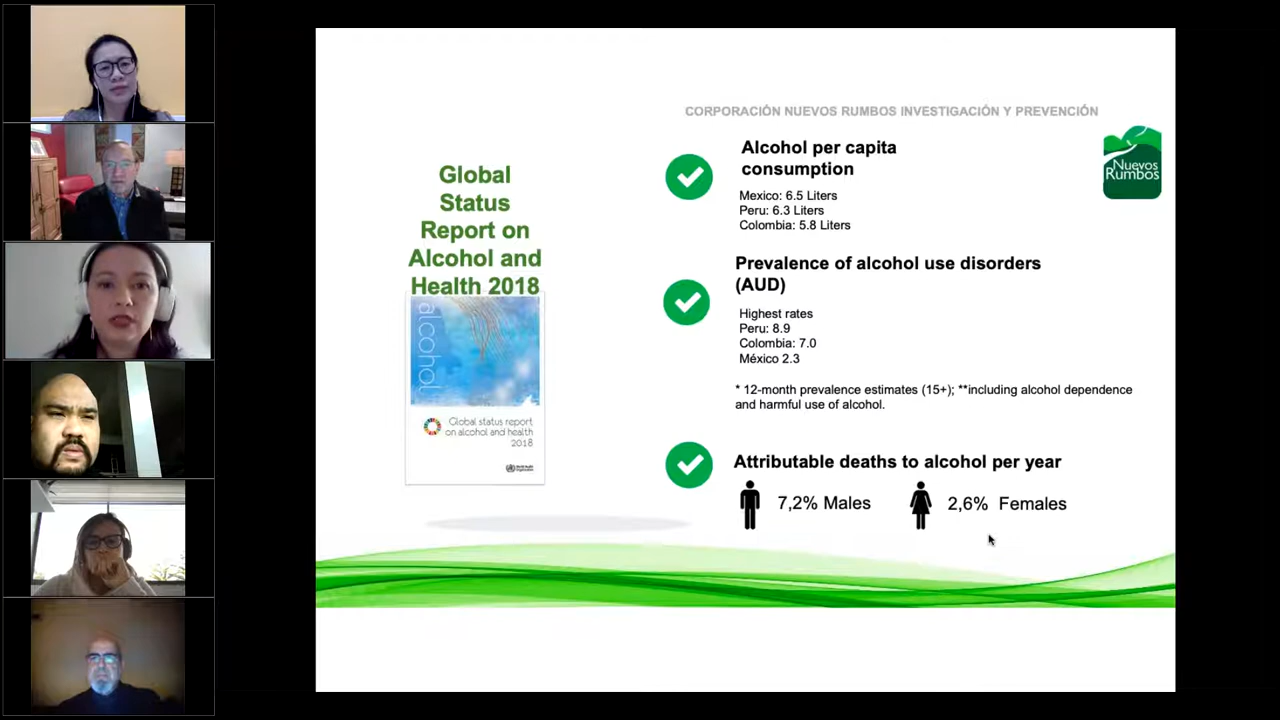 CORPORACIÓN NUEVOS RUMBOS INVESTIGACIÓN Y PREVENCIÓN
Nuevos
Rumbos
Global
Status
Report on
Alcohol and
Health 2018
alcohol
Global status report
on alcohol and health
2018
World Health
Organization
Alcohol per capita
consumption
Mexico: 6.5 Liters
Peru: 6.3 Liters
Colombia: 5.8 Liters
Prevalence of alcohol use disorders
(AUD)
Highest rates
Peru: 8.9
Colombia: 7.0
México 2.3
* 12-month prevalence estimates (15+); **including alcohol dependence
and harmful use of alcohol.
Attributable deaths to alcohol per year
7,2% Males
2,6% Females